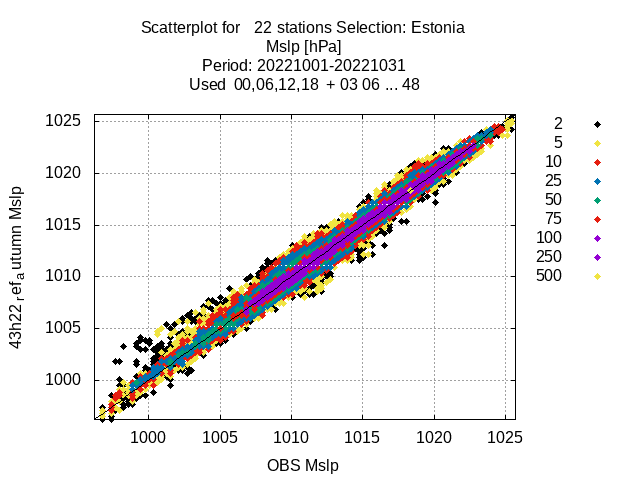 Scatterplot for   22 stations Selection: Estonia
Mslp [hPa]
Period: 20221001-20221031
Used  00,06,12,18  + 03 06 ... 48
1025
1020
1015
1010
1005
1000
43h22refautumn Mslp
1000 1005 1010 1015 1020 1025
OBS Mslp
2
5
10
25
50
75
100
250
500